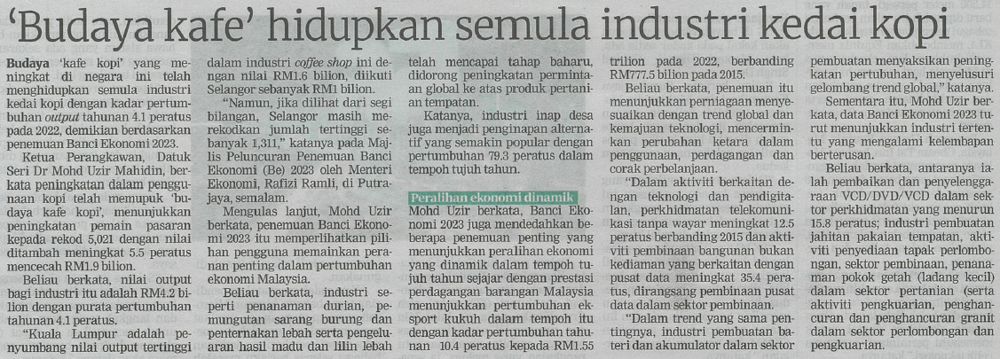 'Budaya kafe' hidupkan semula industri kedai kopi
Budaya 'kafe kopi' yang me-
ningkat di negara ini telah
menghidupkan semula industri
kedai kopi dengan kadar pertum-
buhan output tahunan 4.1 peratus
pada 2022, demikian berdasarkan
penemuan Banci Ekonomi 2023.
Ketua Perangkawan, Datuk
Seri Dr Mohd Uzir Mahidin, ber-
kata peningkatan dalam penggu-
naan kopi telah memupuk 'bu-
daya kafe kopi', menunjukkan
peningkatan pemain pasaran
kepada rekod 5,021 dengan nilai
ditambah meningkat 5.5 peratus
mencecah RM1.9 bilion.
Beliau berkata, nilai output
bagi industri itu adalah RM4.2 bi-
lion dengan purata pertumbuhan
tahunan 4.1 peratus.
"Kuala Lumpur adalah pe-
nyumbang nilai output tertinggi
dalam industri coffee shop ini de-
ngan nilai RM1.6 bilion, diikuti
Selangor sebanyak RM1 bilion.
"Namun, jika dilihat dari segi
bilangan, Selangor masih me-
rekodkan jumlah tertinggi se-
banyak 1,311," katanya pada Maj-
lis Peluncuran Penemuan Banci
Ekonomi (Be) 2023 oleh Menteri
Ekonomi, Rafizi Ramli, di Putra-
jaya, semalam.
Mengulas lanjut, Mohd Uzir
berkata, penemuan Banci Ekono-
mi 2023 itu memperlihatkan pili-
han pengguna memainkan pera-
nan penting dalam pertumbuhan
ekonomi Malaysia.
Beliau berkata, industri se-
perti penanaman durian, pe-
mungutan sarang burung dan
penternakan lebah serta pengelu-
aran hasil madu dan lilin lebah
telah mencapai tahap baharu,
didorong peningkatan perminta-
an global ke atas produk pertani-
an tempatan.
Katanya, industri inap desa
juga menjadi penginapan alterna-
tif yang semakin popular dengan
pertumbuhan 79.3 peratus dalam
tempoh tujuh tahun.
Peralihan ekonomi dinamik
Mohd Uzir berkata, Banci Eko-
nomi 2023 juga mendedahkan be-
berapa penemuan penting yang
menunjukkan peralihan ekonomi
yang dinamik dalam tempoh tu-
juh tahun sejajar dengan prestasi
perdagangan barangan Malaysia
menunjukkan pertumbuhan ek-
sport kukuh dalam tempoh itu
dengan kadar pertumbuhan tahu-
nan 10.4 peratus kepada RM1.55
trilion pada 2022, berbanding
RM777.5 bilion pada 2015.
Beliau berkata, penemuan itu
menunjukkan perniagaan menye-
suaikan dengan trend global dan
kemajuan teknologi, mencermin-
kan perubahan ketara dalam
penggunaan, perdagangan dan
corak perbelanjaan.
"Dalam aktiviti berkaitan de-
ngan teknologi dan pendigita-
lan, perkhidmatan telekomuni-
kasi tanpa wayar meningkat 12.5
peratus berbanding 2015 dan akti-
viti pembinaan bangunan bukan
kediaman yang berkaitan dengan
pusat data meningkat 35.4 pera-
tus, dirangsang pembinaan pusat
data dalam sektor pembinaan.
"Dalam trend yang sama pen-
tingnya, industri pembuatan ba-
teri dan akumulator dalam sektor
pembuatan menyaksikan pening-
katan pertubuhan, menyelusuri
gelombang trend global," katanya.
Sementara itu, Mohd Uzir ber-
kata, data Banci Ekonomi 2023 tu-
rut menunjukkan industri terten-
tu yang mengalami kelembapan
berterusan.
Beliau berkata, antaranya ia-
lah pembaikan dan penyelengga-
raan VCD/DVD/VCD dalam sek-
tor perkhidmatan yang menurun
15.8 peratus; industri pembuatan
jahitan pakaian tempatan, akti-
viti penyediaan tapak perlombo-
ngan, sektor pembinaan, penana-
man pokok getah (ladang kecil)
dalam sektor pertanian (serta
aktiviti pengkuarian, penghan-
curan dan penghancuran granit
dalam sektor perlombongan dan
pengkuarian.